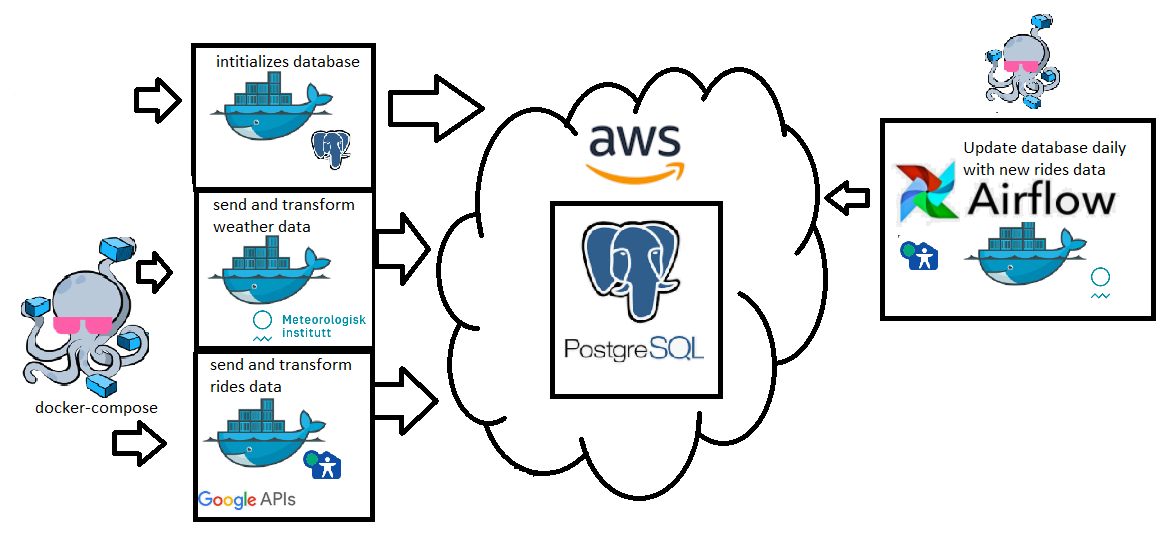 intitializes database
send and transform
weather data
Meteorologisk
institutt
send and transform
rides data
Google APIs
docker-compose
aws
PostgreSQL
Update database daily
with new rides data
Airflow